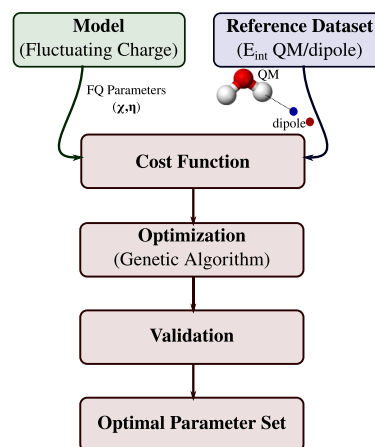 Model
(Fluctuating Charge)
Reference Dataset
(E_int QM/dipole)
FQ Parameters
(χ,η)
QM
dipole
Cost Function
Optimization
(Genetic Algorithm)
Validation
Optimal Parameter Set